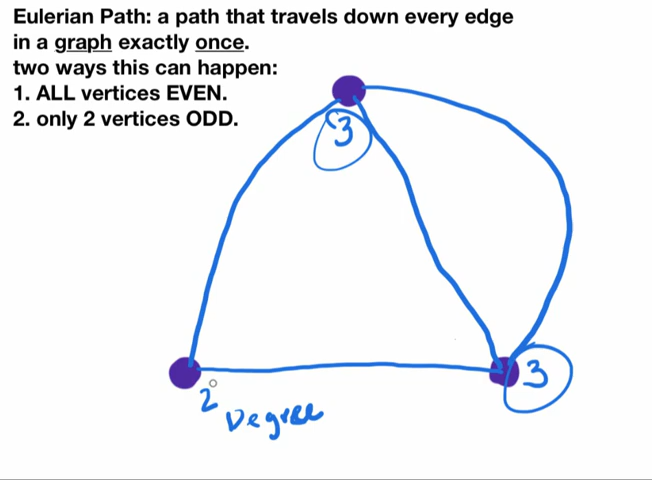 Eulerian Path: a path that travels down every edge
in a graph exactly once.
two ways this can happen:
1. ALL vertices EVEN.
2. only 2 vertices ODD.
3
3
2
Degree